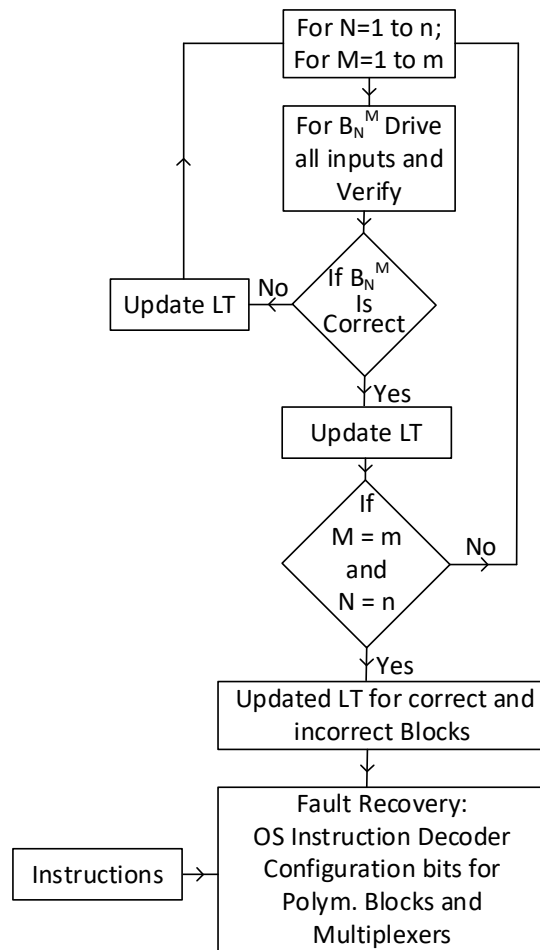 For N=1 to n;
For M=1 to m
For B_N^M Drive
all inputs and
Verify
If B_N^M
Is
Correct
No
Update LT
Yes
Update LT
If
M = m
and
N = n
No
Yes
Updated LT for correct and
incorrect Blocks
Fault Recovery:
OS Instruction Decoder
Configuration bits for
Polym. Blocks and
Multiplexers
Instructions